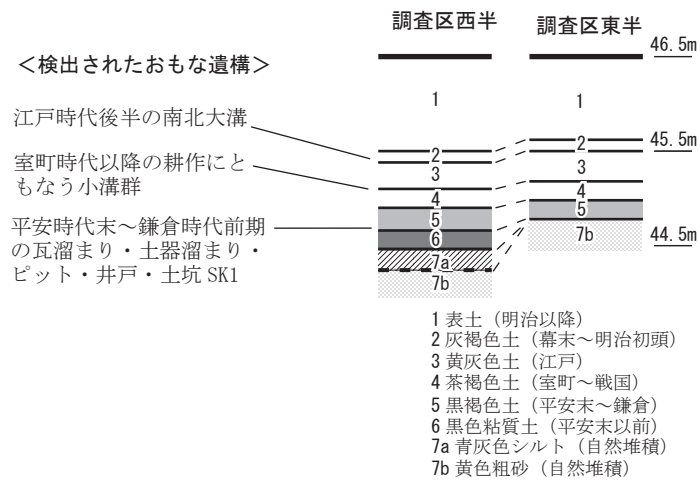 調査区西半
調査区東半
46.5m
＜検出されたおもな遺構＞
1
1
江戸時代後半の南北大溝
45.5m
2
2
3
3
室町時代以降の耕作にと
もなう小溝群
4
4
5
5
平安時代末～鎌倉時代前期
の瓦溜まり・土器溜まり・
ピット・井戸・土坑 SK1
6
7b
44.5m
7a
7b
1 表土（明治以降）
2 灰褐色土（幕末～明治初頭）
3 黄灰色土（江戸）
4 茶褐色土（室町～戦国）
5 黒褐色土（平安末～鎌倉）
6 黒色粘質土（平安末以前）
7a 青灰色シルト（自然堆積）
7b 黄色粗砂（自然堆積）